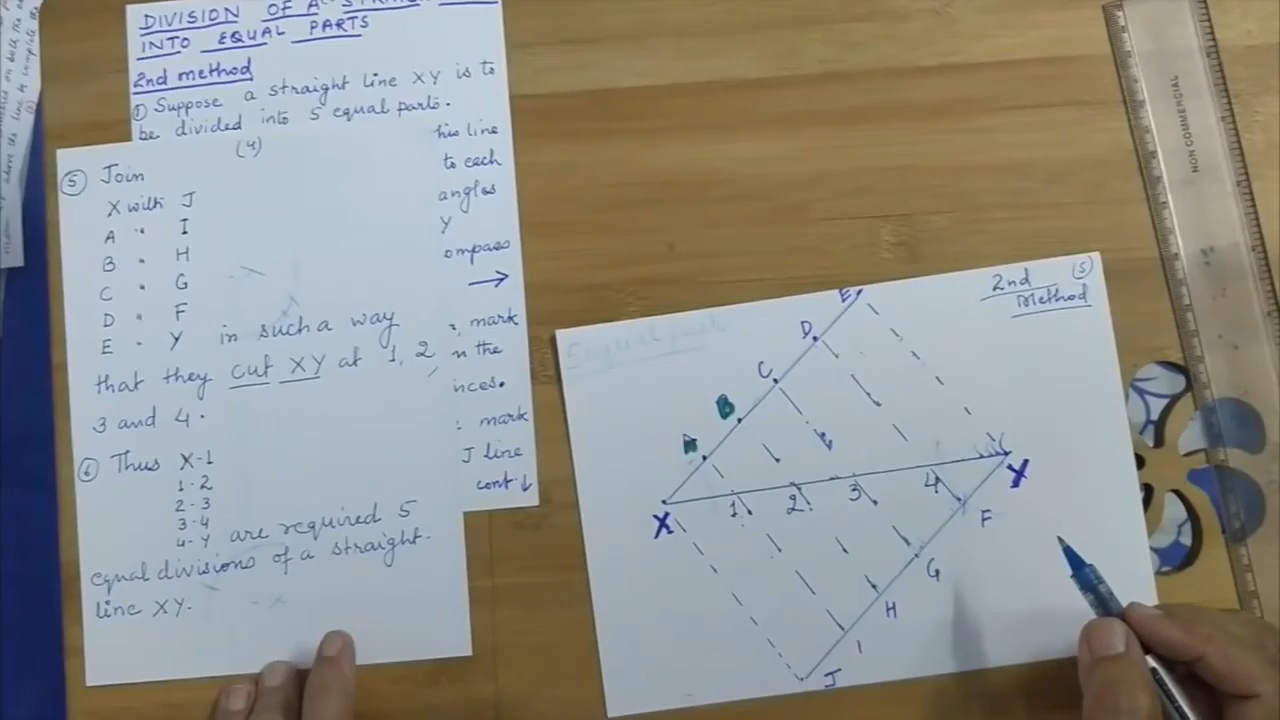 DIVISION OF A
INTO EQUAL PARTS
2nd method
① Suppose a straight line XY is to
be divided into 5 equal parts.
his line
to each
angles
Y
ompass
→
mark
n the
inces.
: mark
J line
cont↓
(4)
⑤ Join
X with J
A " I
B " H
C " G
D " F
E " Y in such a way
that they cut XY at 1, 2,
3 and 4.
⑥ Thus X-1
1-2
2-3
3-4
4-Y are required 5
equal divisions of a straight
line XY.
2nd (5)
Method
E
D
C
B
A
X
1
2
3
4
Y
F
G
H
I
J
NON COMMERCIAL